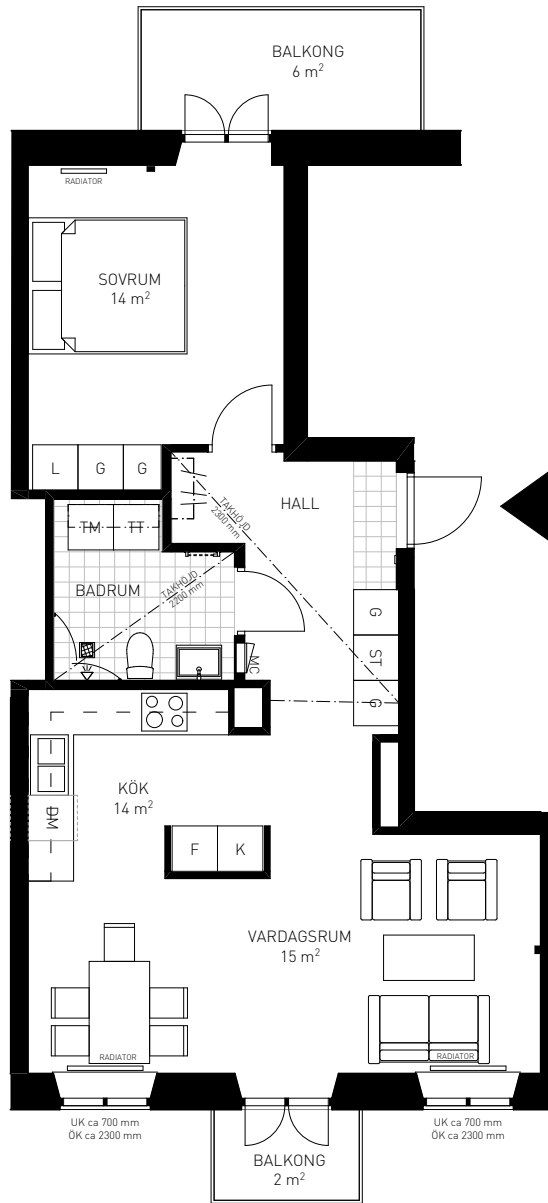 BALKONG
6 m²
RADIATOR
SOVRUM
14 m²
L G G
TAKHÖJD
2300 mm
HALL
TM TT
BADRUM
TAKHÖJD
2200 mm
G
ST
G
MC
KÖK
14 m²
DM
F K
VARDAGSRUM
15 m²
RADIATOR
RADIATOR
UK ca 700 mm
ÖK ca 2300 mm
UK ca 700 mm
ÖK ca 2300 mm
BALKONG
2 m²